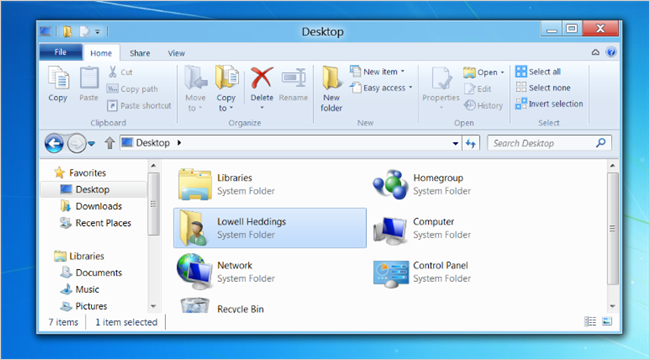 Desktop
File Home Share View
Copy
Paste
Cut
Copy path
Paste shortcut
Clipboard
Move to
Copy to
Delete
Rename
Organize
New folder
New item
Easy access
New
Properties
Open
Edit
History
Open
Select all
Select none
Invert selection
Select
Desktop
Search Desktop
Favorites
Desktop
Downloads
Recent Places
Libraries
Documents
Music
Pictures
Libraries
System Folder
Homegroup
System Folder
Lowell Heddings
System Folder
Computer
System Folder
Network
System Folder
Control Panel
System Folder
Recycle Bin
7 items 1 item selected